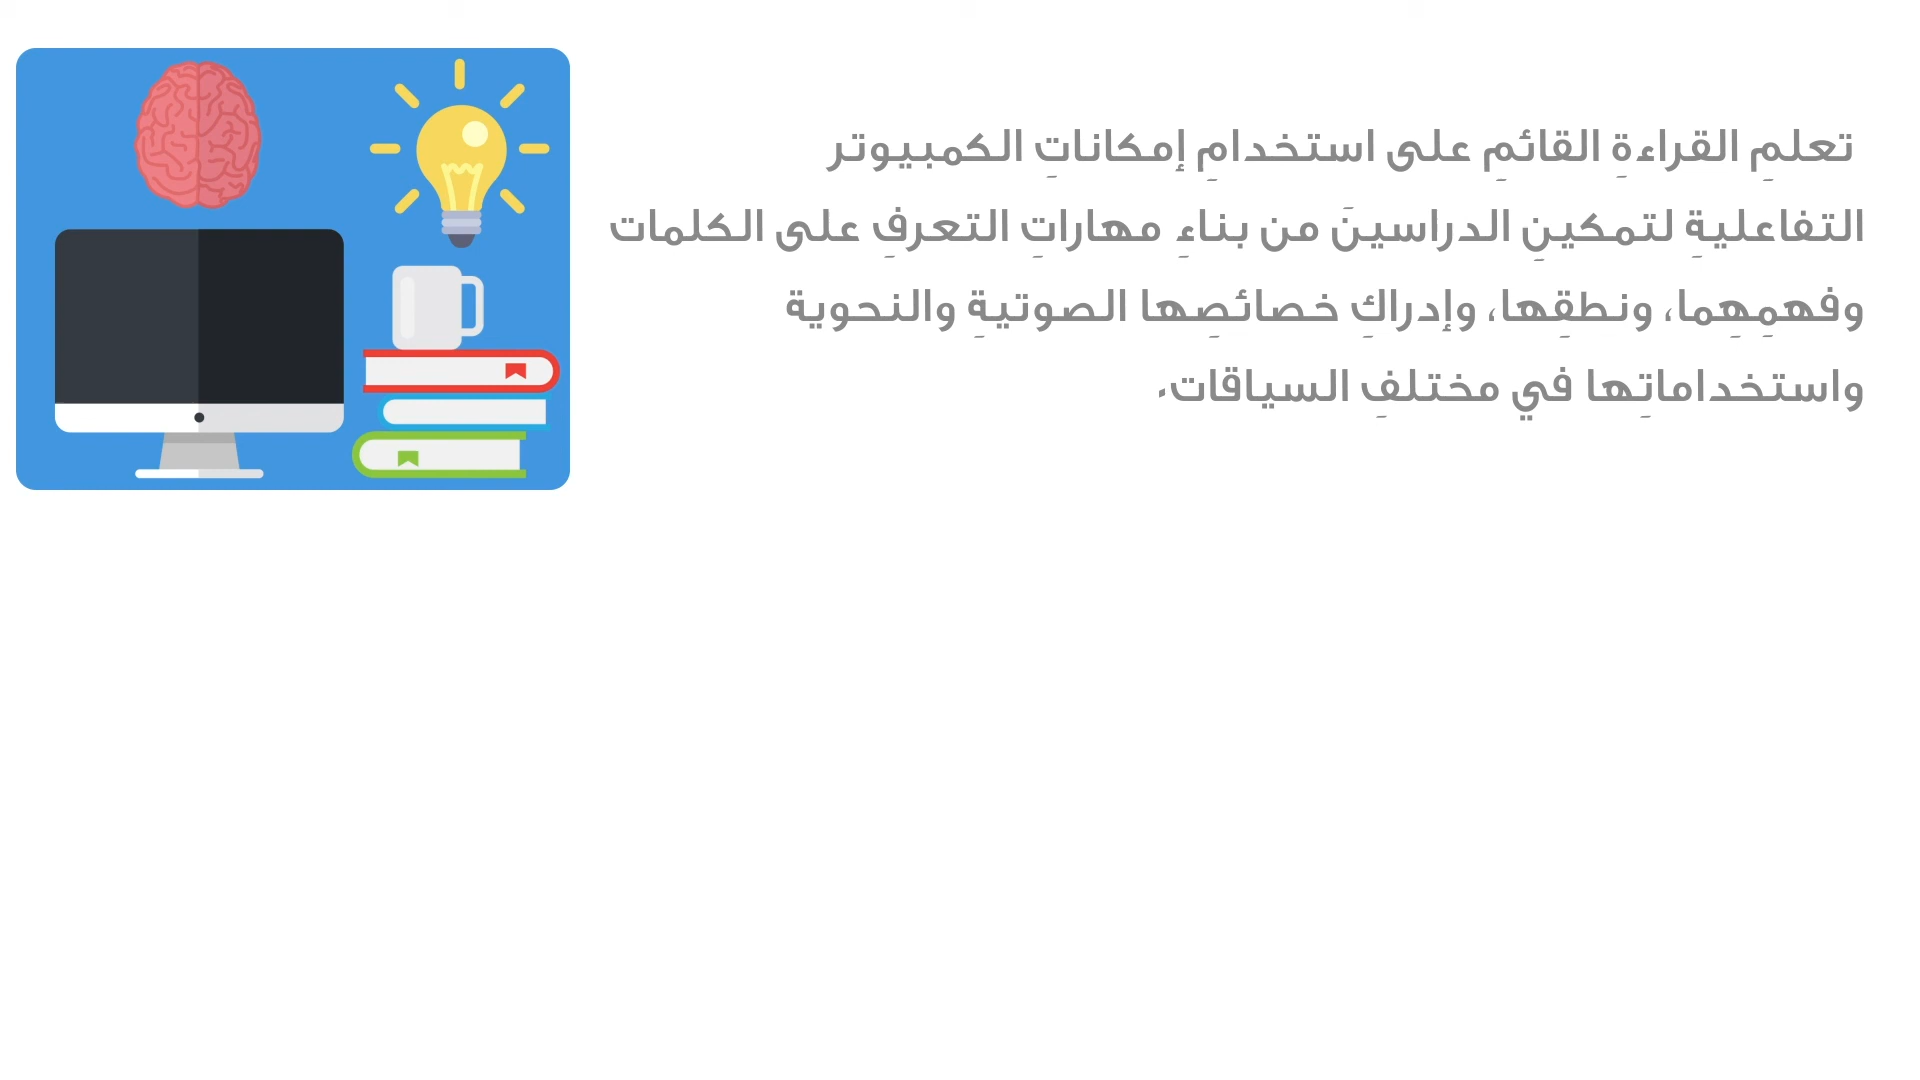 تعلمِ القراءةِ القائمِ على استخدامِ إمكاناتِ الكمبيوتر
التفاعليةِ لتمكينِ الدراسينَ من بناءِ مهاراتِ التعرفِ على الكلمات
وفهمِهِما، ونطقِها، وإدراكِ خصائصِها الصوتيةِ والنحوية
واستخداماتِها في مختلفِ السياقات.